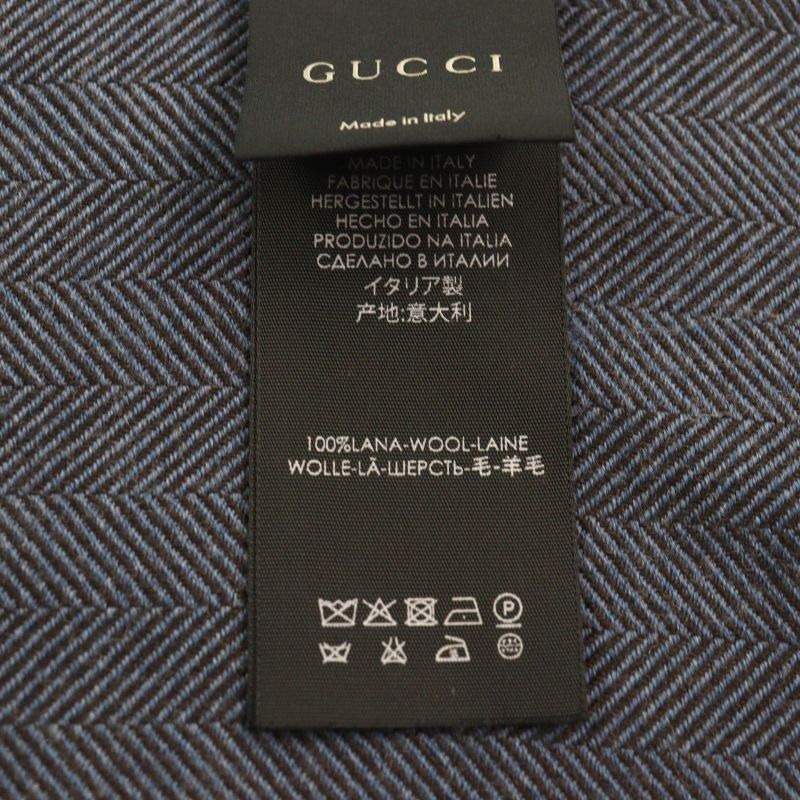 GUCCI
Made in Italy
MADE IN ITALY
FABRIQUE EN ITALIE
HERGESTELLT IN ITALIEN
HECHO EN ITALIA
PRODUZIDO NA ITALIA
СДЕЛАНО В ИТАЛИИ
イタリア製
产地:意大利
100%LANA-WOOL-LAINE
WOLLE-LÃ-ШЕРСТЬ-毛-羊毛
P